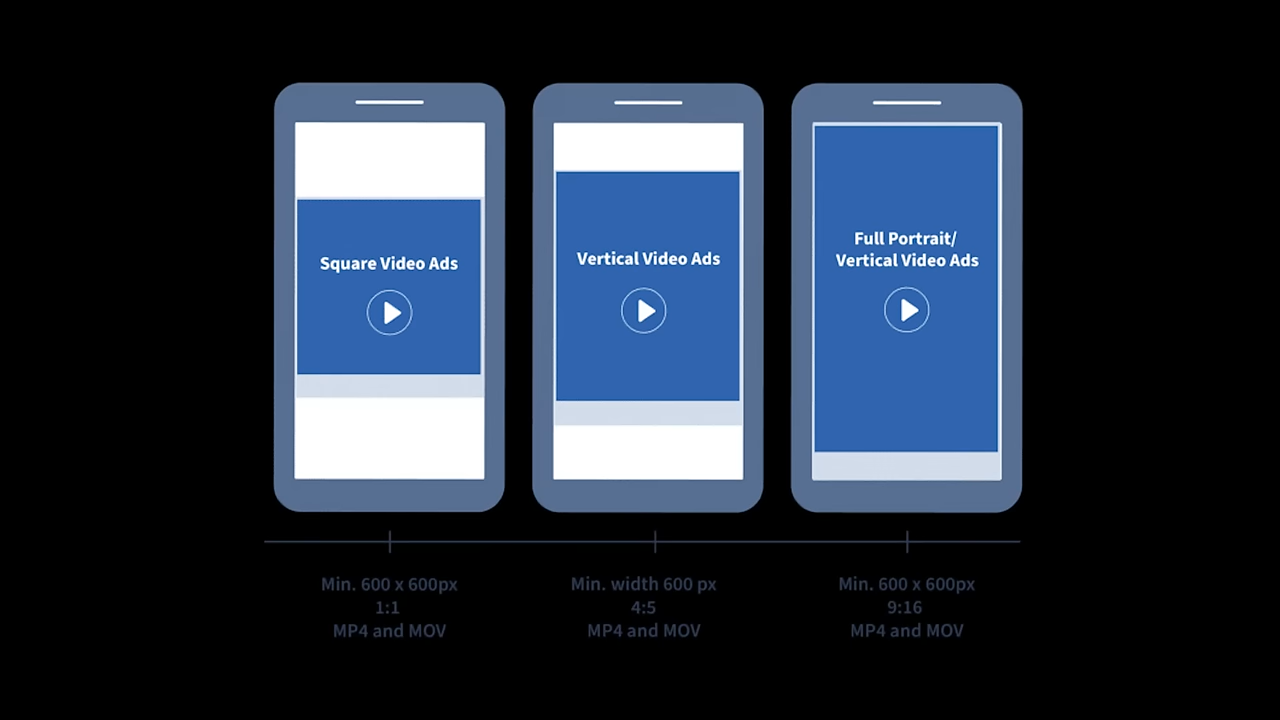 Square Video Ads
Vertical Video Ads
Full Portrait/
Vertical Video Ads
Min. 600 x 600px
1:1
MP4 and MOV
Min. width 600 px
4:5
MP4 and MOV
Min. 600 x 600px
9:16
MP4 and MOV